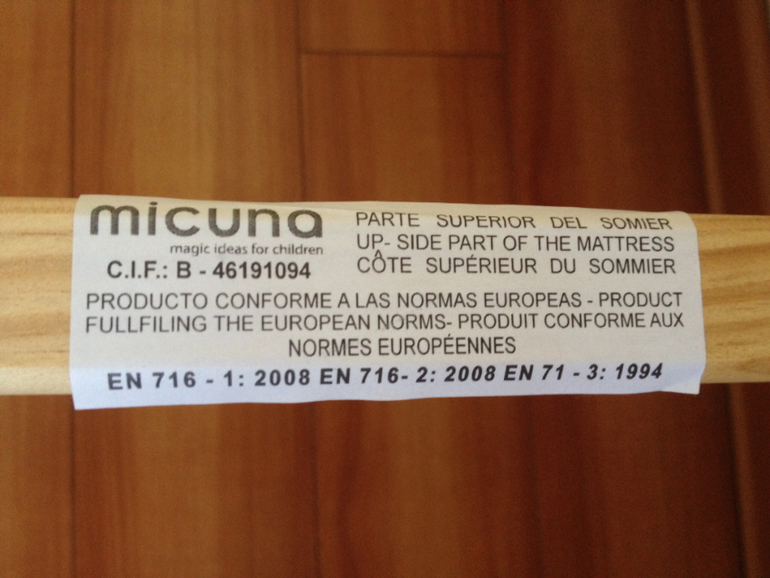 micuna
magic ideas for children
C.I.F.: B - 46191094
PARTE SUPERIOR DEL SOMIER
UP- SIDE PART OF THE MATTRESS
CÔTE SUPÉRIEUR DU SOMMIER
PRODUCTO CONFORME A LAS NORMAS EUROPEAS - PRODUCT
FULLFILING THE EUROPEAN NORMS- PRODUIT CONFORME AUX
NORMES EUROPÉENNES
EN 716 - 1: 2008 EN 716- 2: 2008 EN 71 - 3: 1994